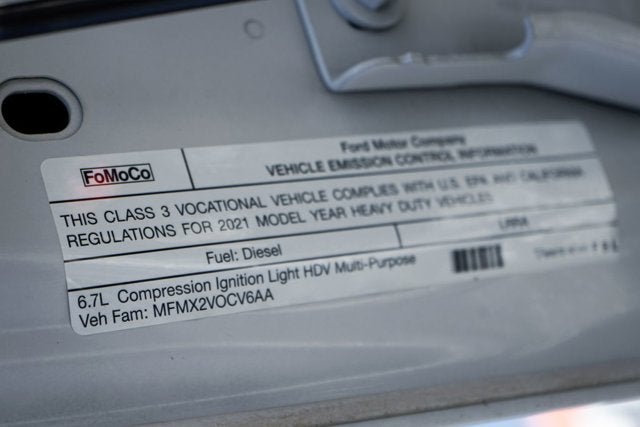 FoMoCo
Ford Motor Company
VEHICLE EMISSION CONTROL INFORMATION
THIS CLASS 3 VOCATIONAL VEHICLE COMPLIES WITH U.S. EPA AND CALIFORNIA
REGULATIONS FOR 2021 MODEL YEAR HEAVY DUTY VEHICLES
Fuel: Diesel
6.7L Compression Ignition Light HDV Multi-Purpose
Veh Fam: MFMX2VOCV6AA